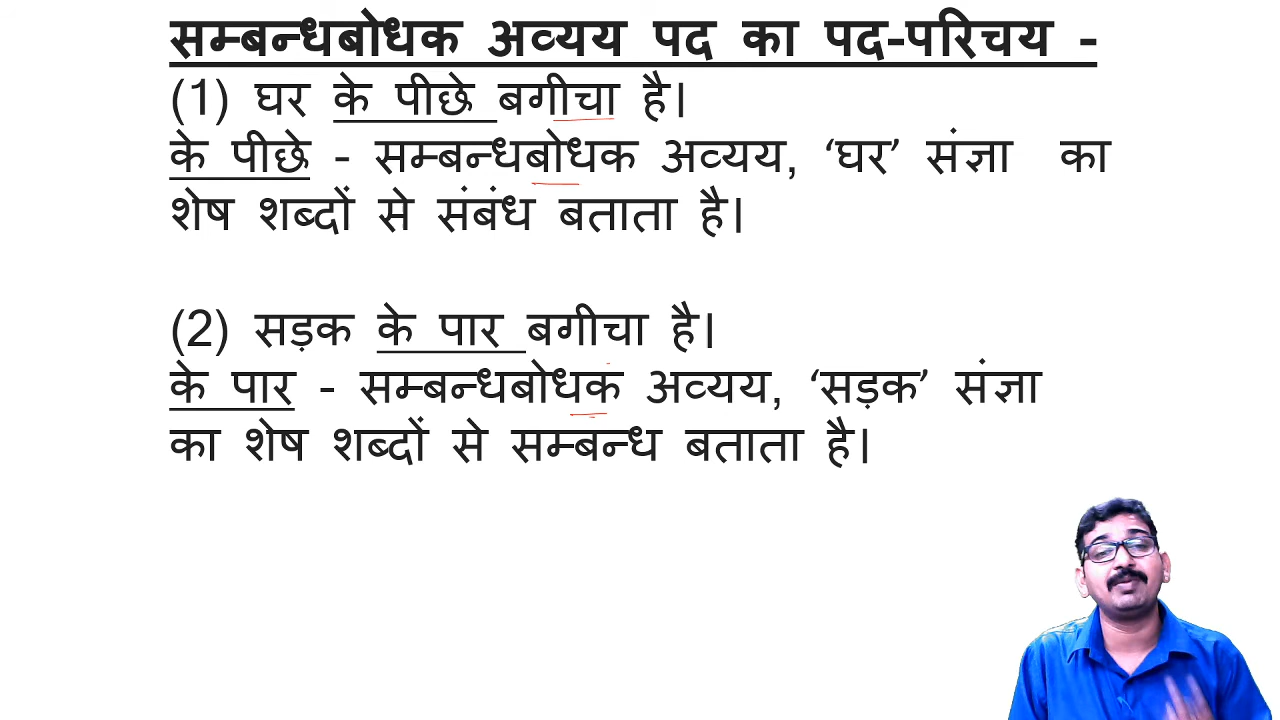 सम्बन्धबोधक अव्यय पद का पद-परिचय -
(1) घर के पीछे बगीचा है।
के पीछे - सम्बन्धबोधक अव्यय, ‘घर’ संज्ञा का
शेष शब्दों से संबंध बताता है।
(2) सड़क के पार बगीचा है।
के पार - सम्बन्धबोधक अव्यय, ‘सड़क’ संज्ञा
का शेष शब्दों से सम्बन्ध बताता है।